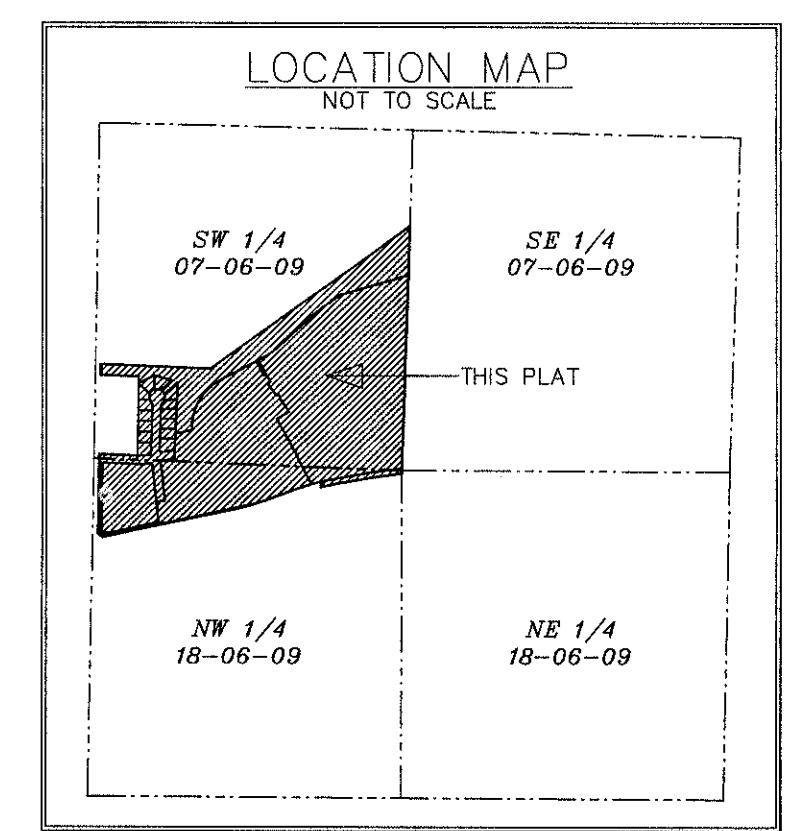 LOCATION MAP
NOT TO SCALE
SW 1/4
07-06-09
SE 1/4
07-06-09
THIS PLAT
NW 1/4
18-06-09
NE 1/4
18-06-09